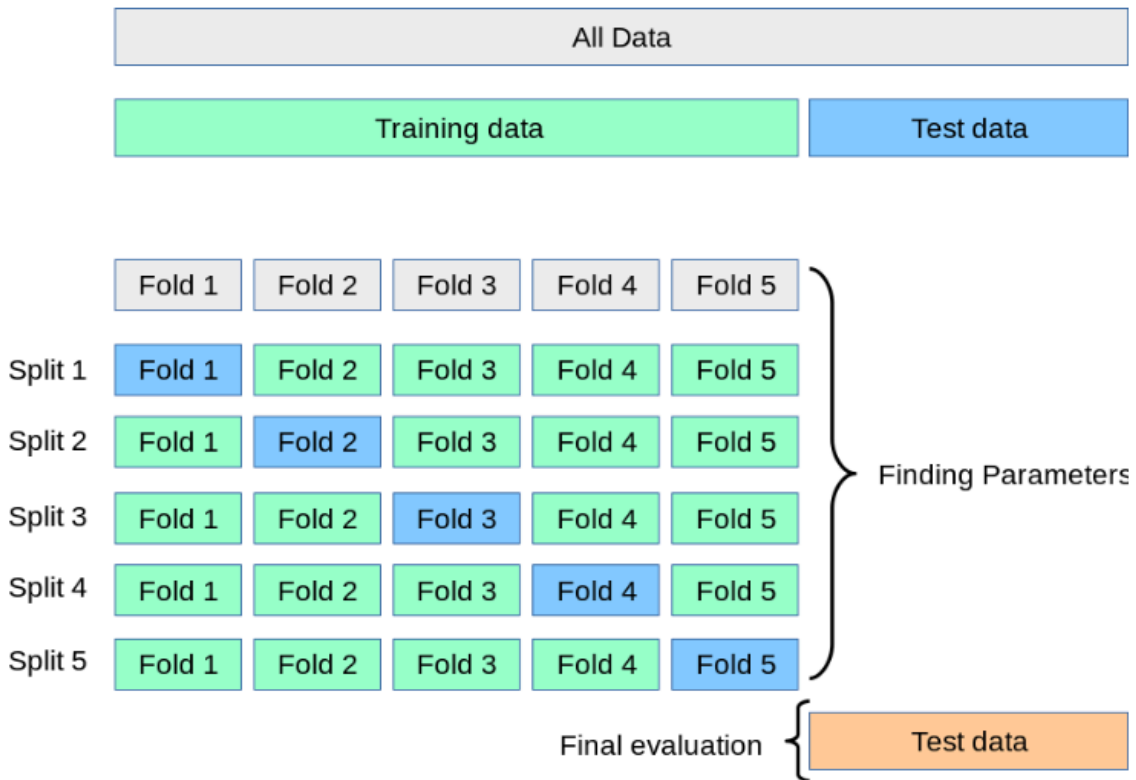 All Data
Training data Test data
Fold 1 Fold 2 Fold 3 Fold 4 Fold 5
Split 1 Fold 1 Fold 2 Fold 3 Fold 4 Fold 5
Split 2 Fold 1 Fold 2 Fold 3 Fold 4 Fold 5
Finding Parameters
Split 3 Fold 1 Fold 2 Fold 3 Fold 4 Fold 5
Split 4 Fold 1 Fold 2 Fold 3 Fold 4 Fold 5
Split 5 Fold 1 Fold 2 Fold 3 Fold 4 Fold 5
Final evaluation Test data